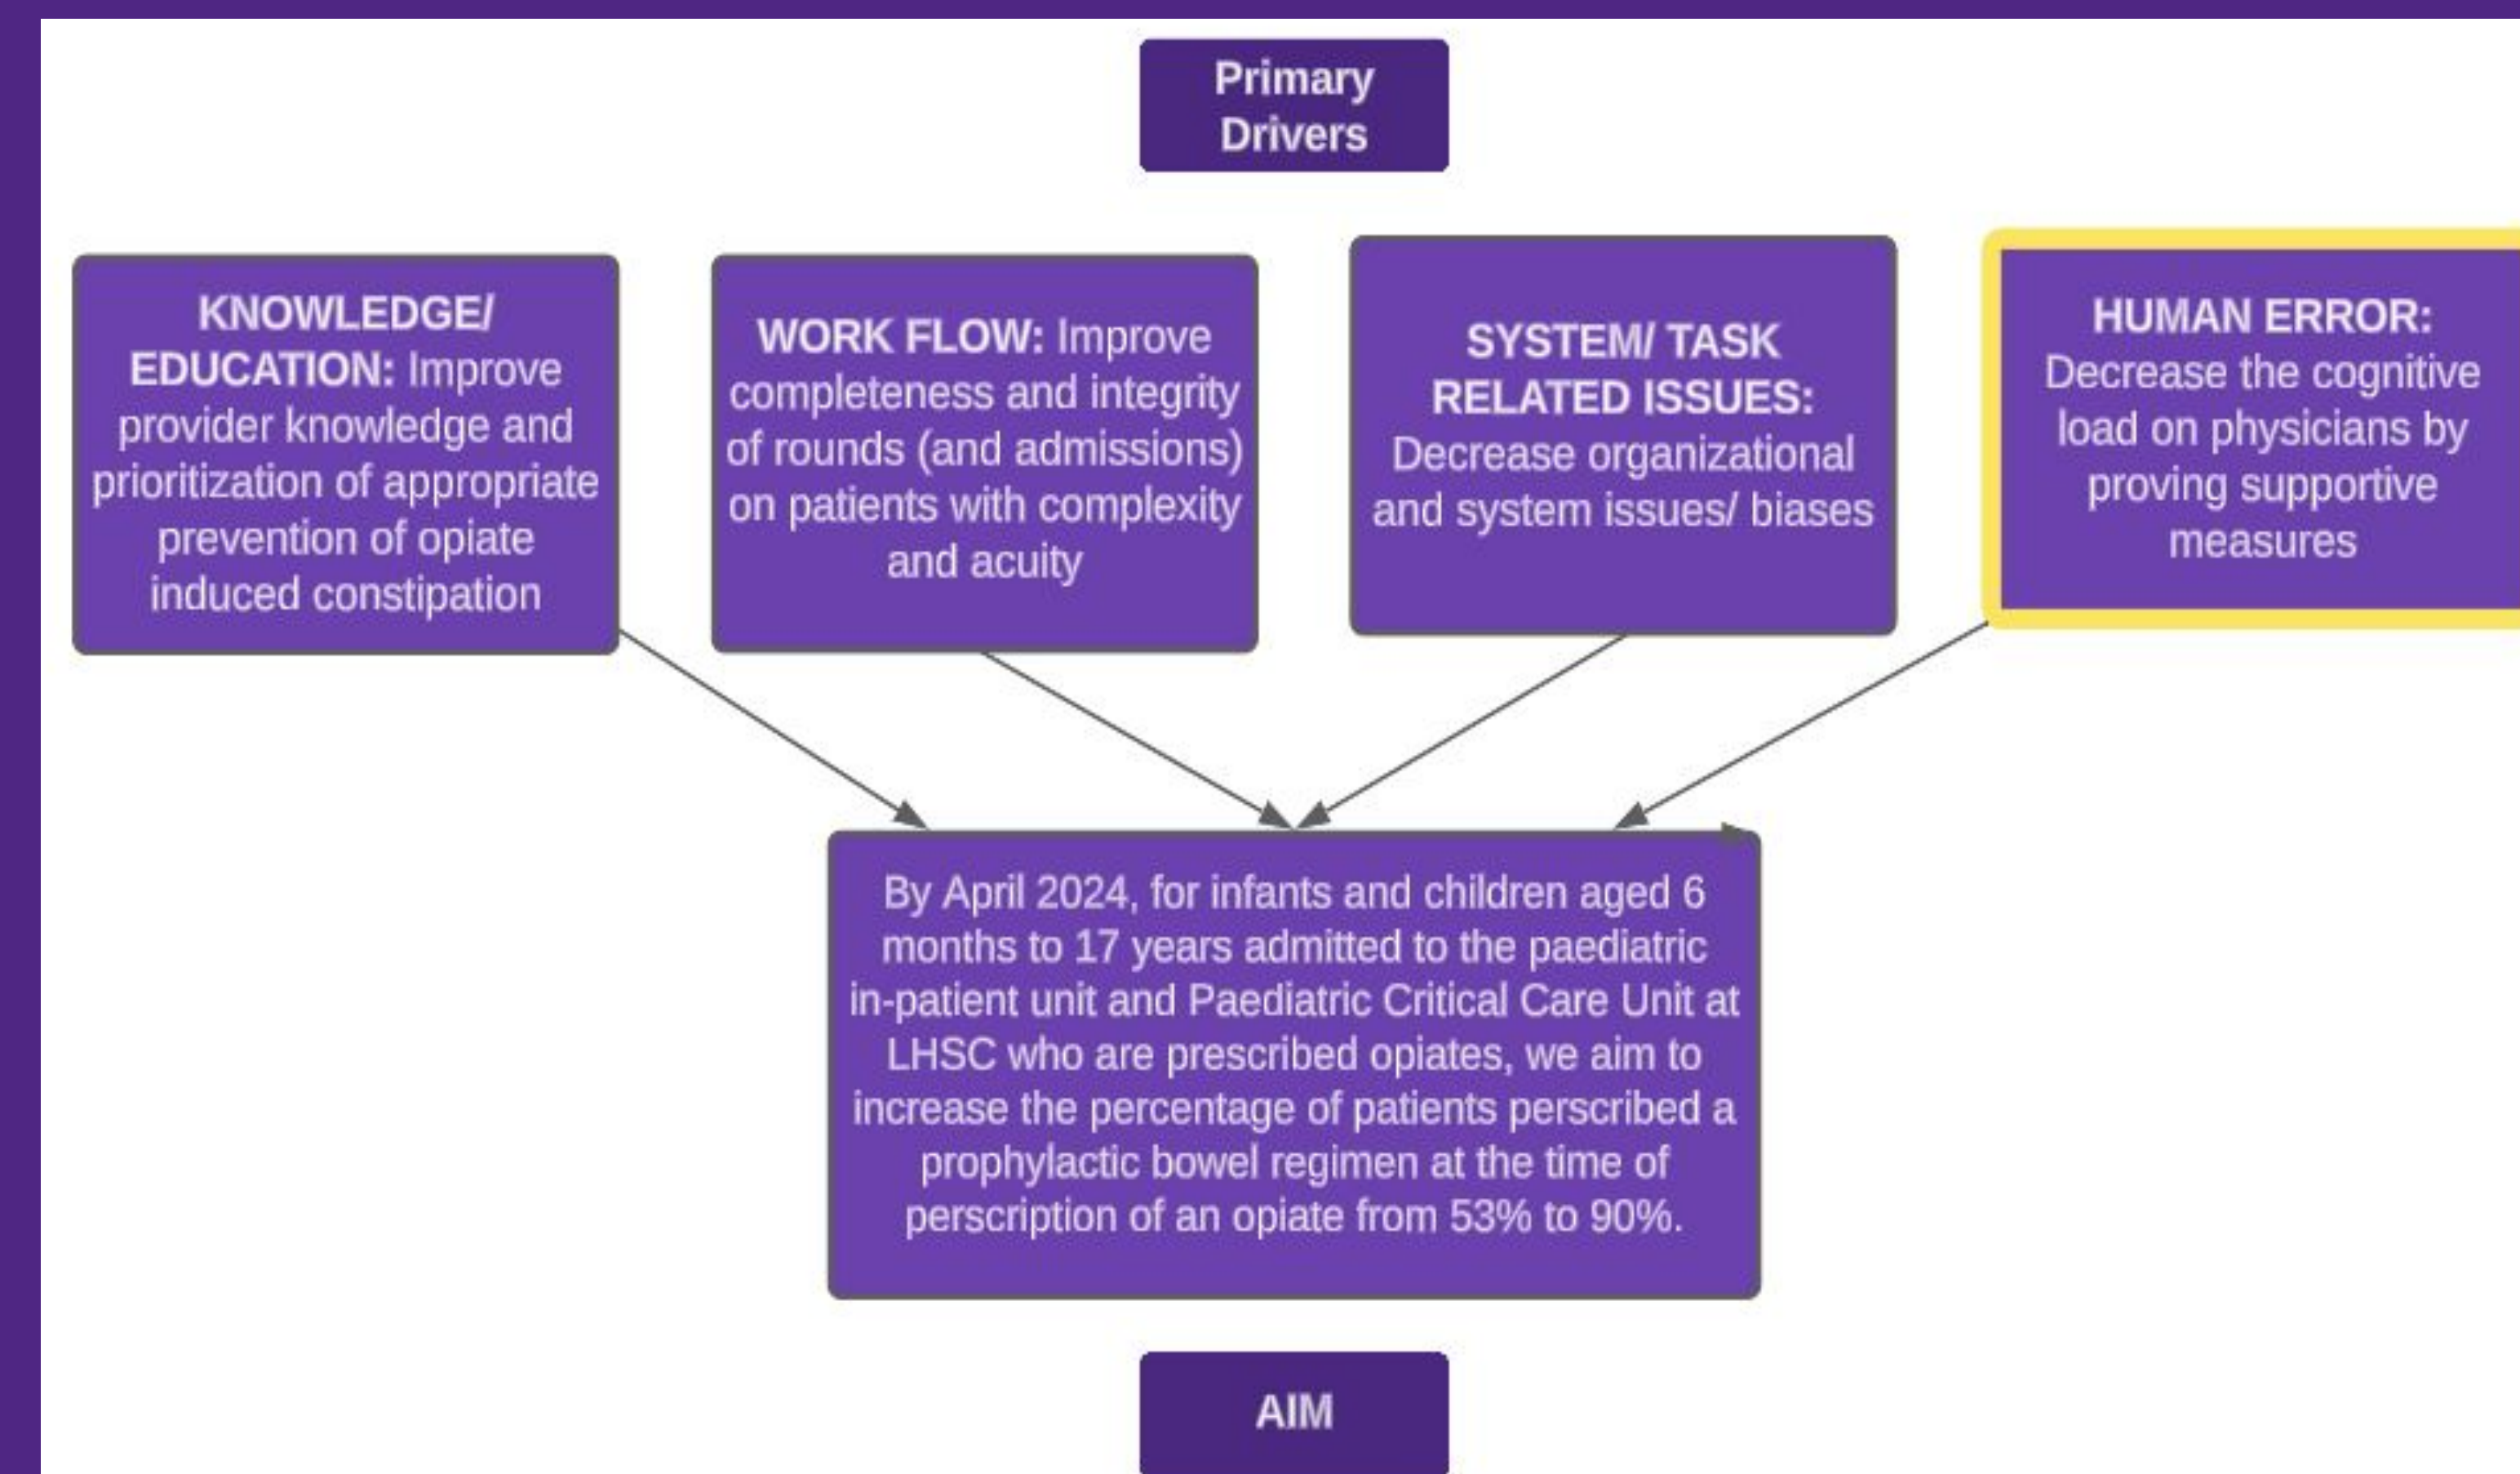 Primary
Drivers
KNOWLEDGE/
EDUCATION: Improve
provider knowledge and
prioritization of appropriate
prevention of opiate
induced constipation
WORK FLOW: Improve
completeness and integrity
of rounds (and admissions)
on patients with complexity
and acuity
SYSTEM/ TASK
RELATED ISSUES:
Decrease organizational
and system issues/ biases
HUMAN ERROR:
Decrease the cognitive
load on physicians by
proving supportive
measures
By April 2024, for infants and children aged 6
months to 17 years admitted to the paediatric
in-patient unit and Paediatric Critical Care Unit at
LHSC who are prescribed opiates, we aim to
increase the percentage of patients perscribed a
prophylactic bowel regimen at the time of
perscription of an opiate from 53% to 90%.
AIM